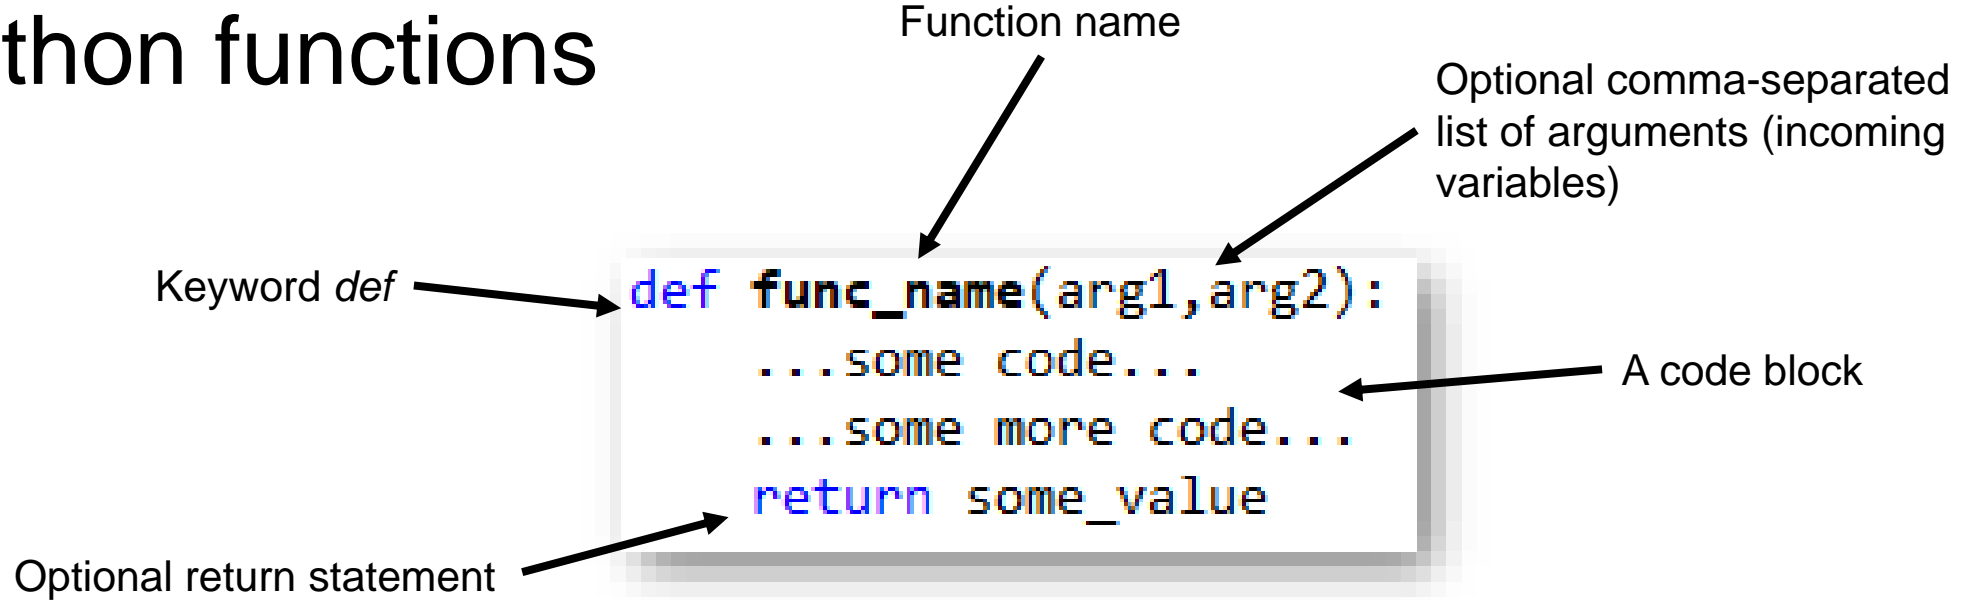 thon functions
Function name
Optional comma-separated
list of arguments (incoming
variables)
Keyword def
def func_name(arg1,arg2):
...some code...
A code block
...some more code...
return some_value
Optional return statement